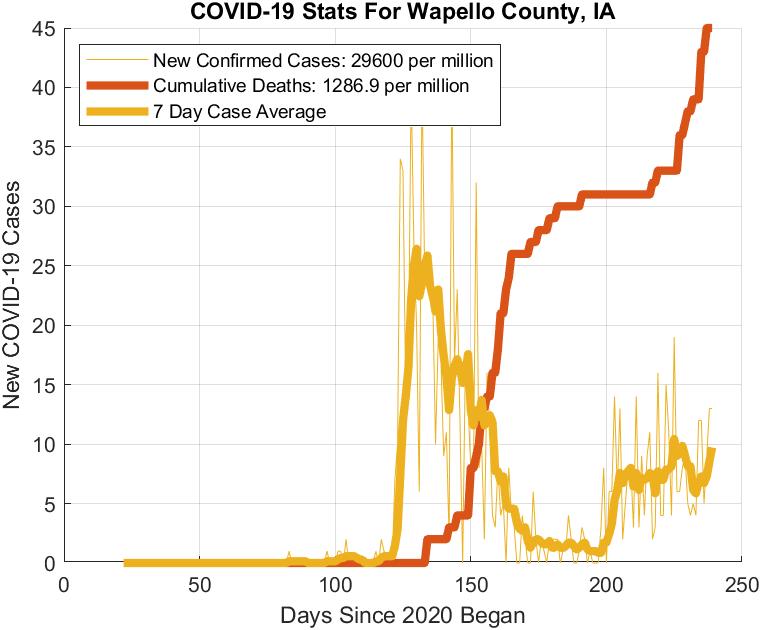 COVID-19 Stats For Wapello County, IA
New Confirmed Cases: 29600 per million
Cumulative Deaths: 1286.9 per million
7 Day Case Average
New COVID-19 Cases
45
40
35
30
25
20
15
10
5
0
0 50 100 150 200 250
Days Since 2020 Began